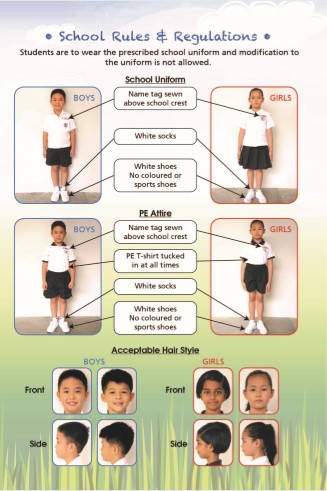 School Rules & Regulations
Students are to wear the prescribed school uniform and modification to
the uniform is not allowed.
School Uniform
BOYS
Name tag sewn
above school crest
GIRLS
White socks
White shoes
No coloured or
sports shoes
PE Attire
BOYS
Name tag sewn
above school crest
GIRLS
PE T-shirt tucked
in at all times
White socks
White shoes
No coloured or
sports shoes
Acceptable Hair Style
BOYS
GIRLS
Front
Front
Side
Side